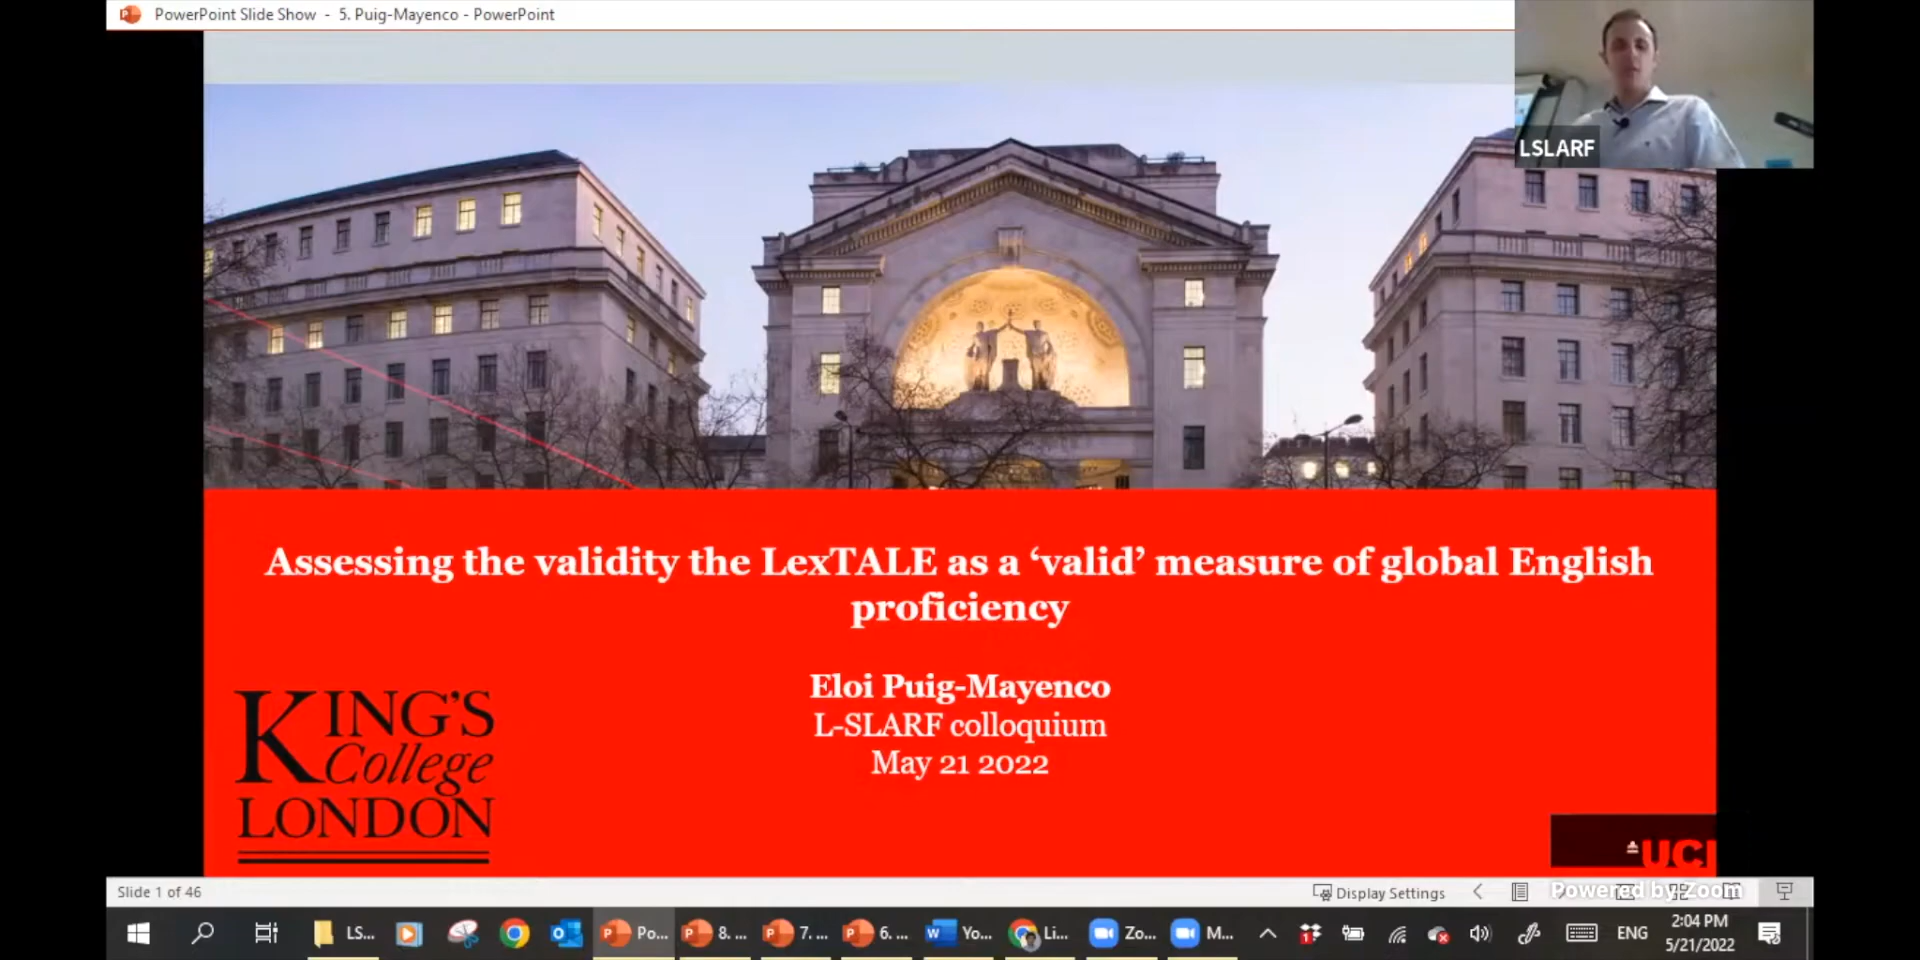 PowerPoint Slide Show - 5. Puig-Mayenco - PowerPoint
LSLARF
Assessing the validity the LexTALE as a ‘valid’ measure of global English
proficiency
Eloi Puig-Mayenco
L-SLARF colloquium
May 21 2022
KING'S
College
LONDON
Slide 1 of 46
Display Settings
Powered by Zoom
LS...
Po...
8. ...
7. ...
6. ...
Yo...
Li...
Zo...
M...
ENG
2:04 PM
5/21/2022